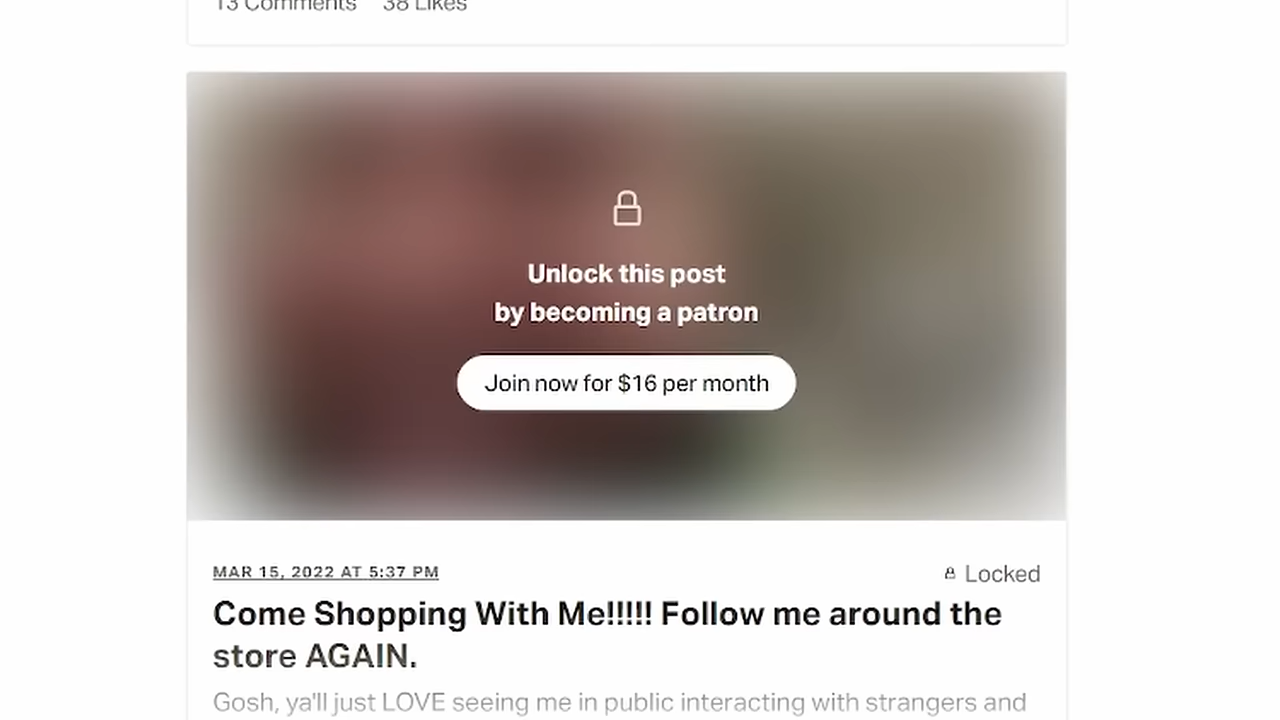 13 Comments 38 Likes
Unlock this post
by becoming a patron
Join now for $16 per month
MAR 15, 2022 AT 5:37 PM
Locked
Come Shopping With Me!!!!! Follow me around the
store AGAIN.
Gosh, ya'll just LOVE seeing me in public interacting with strangers and